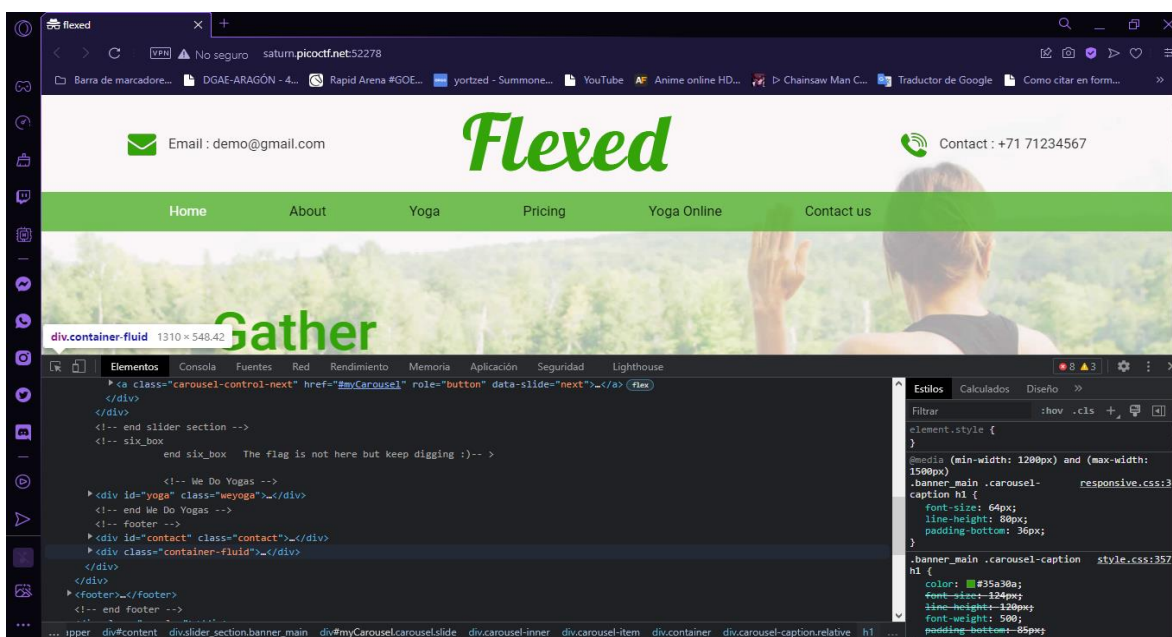 flexed
VPN No seguro saturn.picoctf.net:52278
Barra de marcadore... DGAE-ARAGÓN - 4... Rapid Arena #GOE... yortzed - Summone... YouTube AF Anime online HD... ▷ Chainsaw Man C... Traductor de Google Como citar en form... »
Email : demo@gmail.com
Flexed
Contact : +71 71234567
Home About Yoga Pricing Yoga Online Contact us
Gather
div.container-fluid 1310 × 548.42
Elementos Consola Fuentes Red Rendimiento Memoria Aplicación Seguridad Lighthouse 8 3
<a class="carousel-control-next" href="#myCarousel" role="button" data-slide="next">…</a> flex
</div>
</div>
<!-- end slider section -->
<!-- six_box
end six_box The flag is not here but keep digging :)-- >
<!-- We Do Yogas -->
<div id="yoga" class="weyoga">…</div>
<!-- end We Do Yogas -->
<!-- footer -->
<div id="contact" class="contact">…</div>
<div class="container-fluid">…</div>
</div>
</div>
<footer>…</footer>
<!-- end footer -->
... apper div#content div.slider_section.banner_main div#myCarousel.carousel.slide div.carousel-inner div.carousel-item div.container div.carousel-caption.relative h1 ...
Estilos Calculados Diseño »
Filtrar :hov .cls +
element.style {
}
@media (min-width: 1200px) and (max-width:
1500px)
.banner_main .carousel- responsive.css:3
caption h1 {
font-size: 64px;
line-height: 80px;
padding-bottom: 36px;
}
.banner_main .carousel-caption style.css:357
h1 {
color: #35a30a;
font-size: 124px;
line-height: 120px;
font-weight: 500;
padding-bottom: 85px;